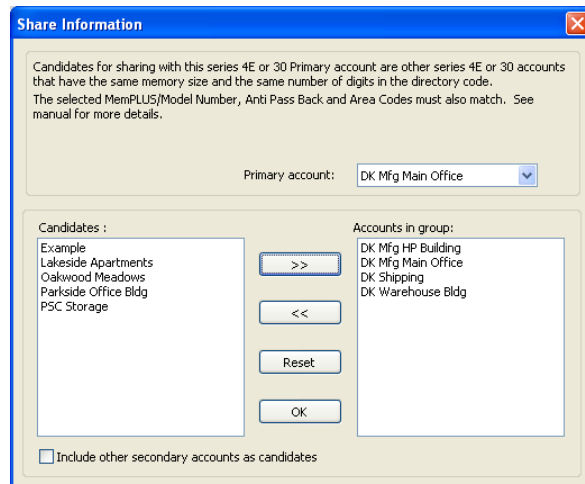 Share Information
Candidates for sharing with this series 4E or 30 Primary account are other series 4E or 30 accounts
that have the same memory size and the same number of digits in the directory code.
The selected MemPLUS/Model Number, Anti Pass Back and Area Codes must also match. See
manual for more details.
Primary account: DK Mfg Main Office
Candidates :
Example
Lakeside Apartments
Oakwood Meadows
Parkside Office Bldg
PSC Storage
>>
<<
Reset
OK
Accounts in group:
DK Mfg HP Building
DK Mfg Main Office
DK Shipping
DK Warehouse Bldg
Include other secondary accounts as candidates